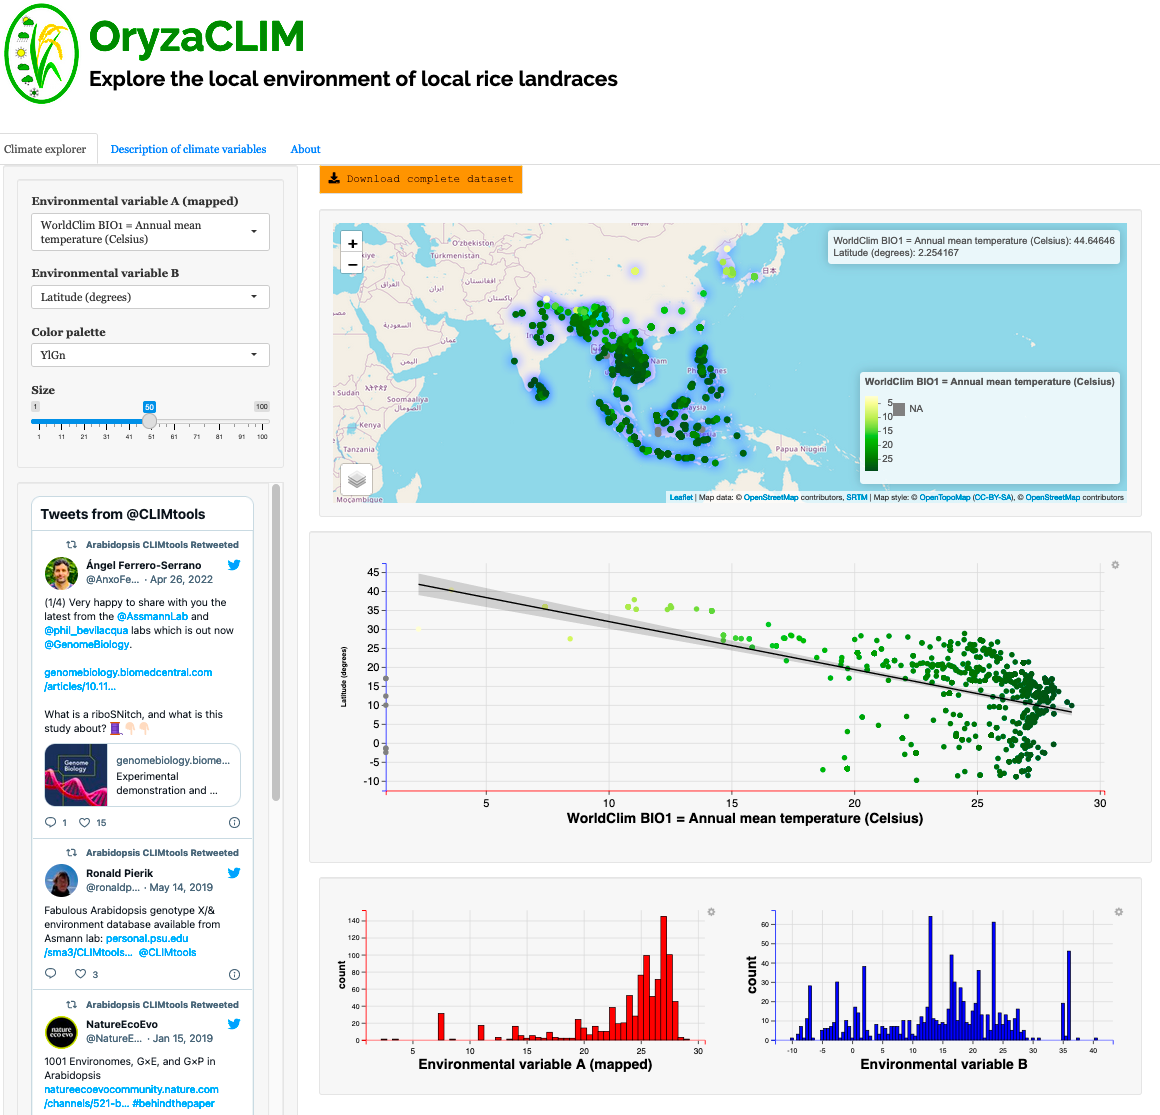 OryzaCLIM
Explore the local environment of local rice landraces
Climate explorer
Description of climate variables
About
Environmental variable A (mapped)
WorldClim BIO1 = Annual mean
temperature (Celsius)
Environmental variable B
Latitude (degrees)
Color palette
YlGn
Size
1
50
100
1 11 21 31 41 51 61 71 81 91 100
Tweets from @CLIMtools
Arabidopsis CLIMtools Retweeted
Ángel Ferrero-Serrano
@AnxoFe... · Apr 26, 2022
(1/4) Very happy to share with you the
latest from the @AssmannLab and
@phil_bevilacqua labs which is out now
@GenomeBiology.
genomebiology.biomedcentral.com
/articles/10.11...
What is a riboSNitch, and what is this
study about? 🧵👇🏻👇🏻
Genome
Biology
genomebiology.biome...
Experimental
demonstration and ...
1 15
Arabidopsis CLIMtools Retweeted
Ronald Pierik
@ronaldp... · May 14, 2019
Fabulous Arabidopsis genotype X/&
environment database available from
Asmann lab: personal.psu.edu
/sma3/CLIMtools... @CLIMtools
3
Arabidopsis CLIMtools Retweeted
nature
eco evo
NatureEcoEvo
@NatureE... · Jan 15, 2019
1001 Environomes, G×E, and G×P in
Arabidopsis
natureecoevocommunity.nature.com
/channels/521-b... #behindthepaper
Download complete dataset
+
−
WorldClim BIO1 = Annual mean temperature (Celsius): 44.64646
Latitude (degrees): 2.254167
O'zbekiston
Türkmenistan
افغانستان
پاکستان
العراق
السعودية
عمان
اليمن
Soomaaliya
الصومال
Kenya
Tanzania
Moçambique
日本
Papua Niugini
WorldClim BIO1 = Annual mean temperature (Celsius)
5
10
15
20
25
NA
Leaflet | Map data: © OpenStreetMap contributors, SRTM | Map style: © OpenTopoMap (CC-BY-SA), © OpenStreetMap contributors
45
40
35
30
25
20
15
10
5
0
-5
-10
Latitude (degrees)
5 10 15 20 25 30
WorldClim BIO1 = Annual mean temperature (Celsius)
140
120
100
80
60
40
20
0
count
5 10 15 20 25 30
Environmental variable A (mapped)
60
50
40
30
20
10
0
count
-10 -5 0 5 10 15 20 25 30 35 40
Environmental variable B